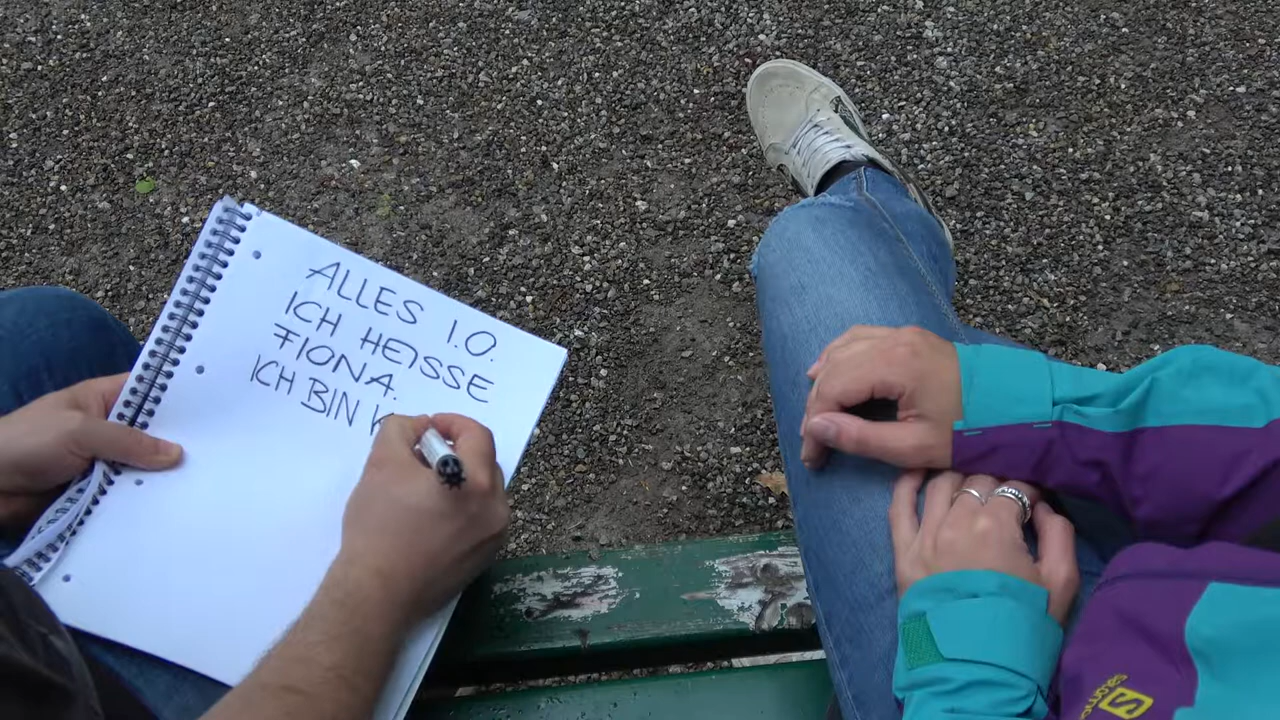 ALLES I.O.
ICH HEISSE
FIONA.
ICH BIN K
salomon
S